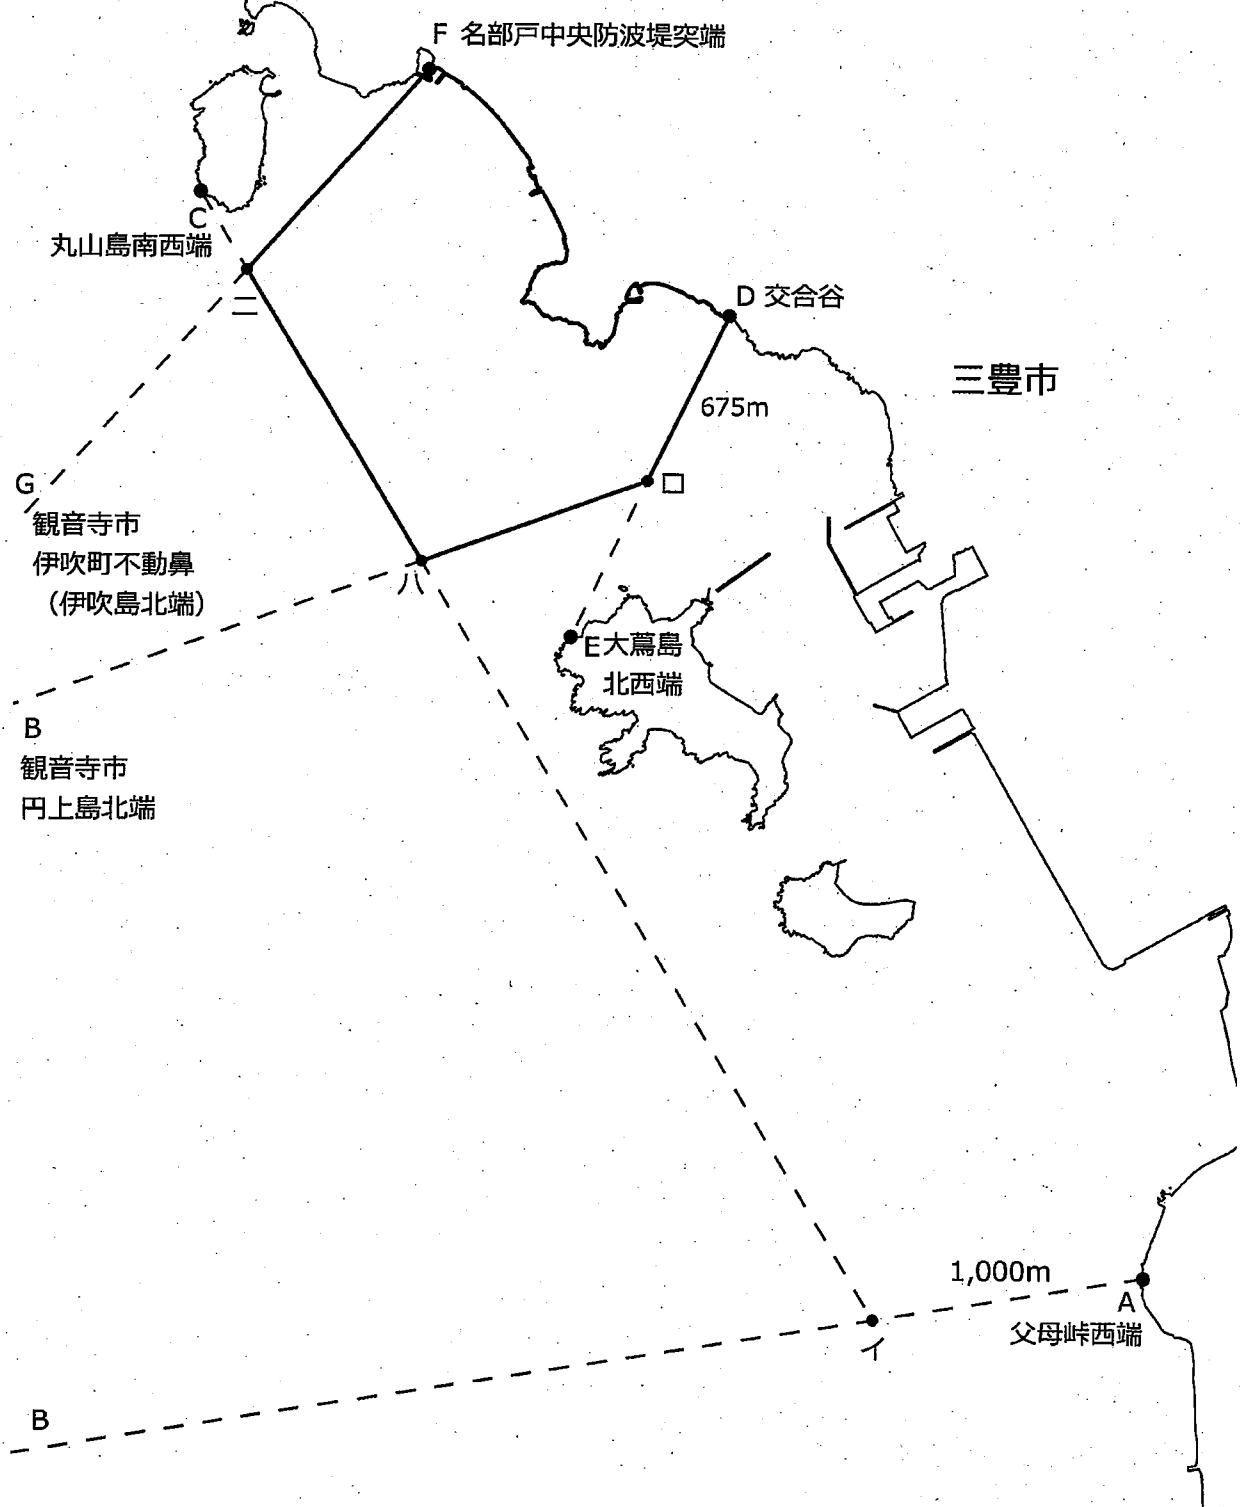 F 名部戸中央防波堤突端
C
丸山島南西端
ニ
D 交合谷
三豊市
675m
G
ロ
観音寺市
伊吹町不動鼻
（伊吹島北端）
ハ
E大蔦島
北西端
B
観音寺市
円上島北端
1,000m
A
父母峠西端
イ
B